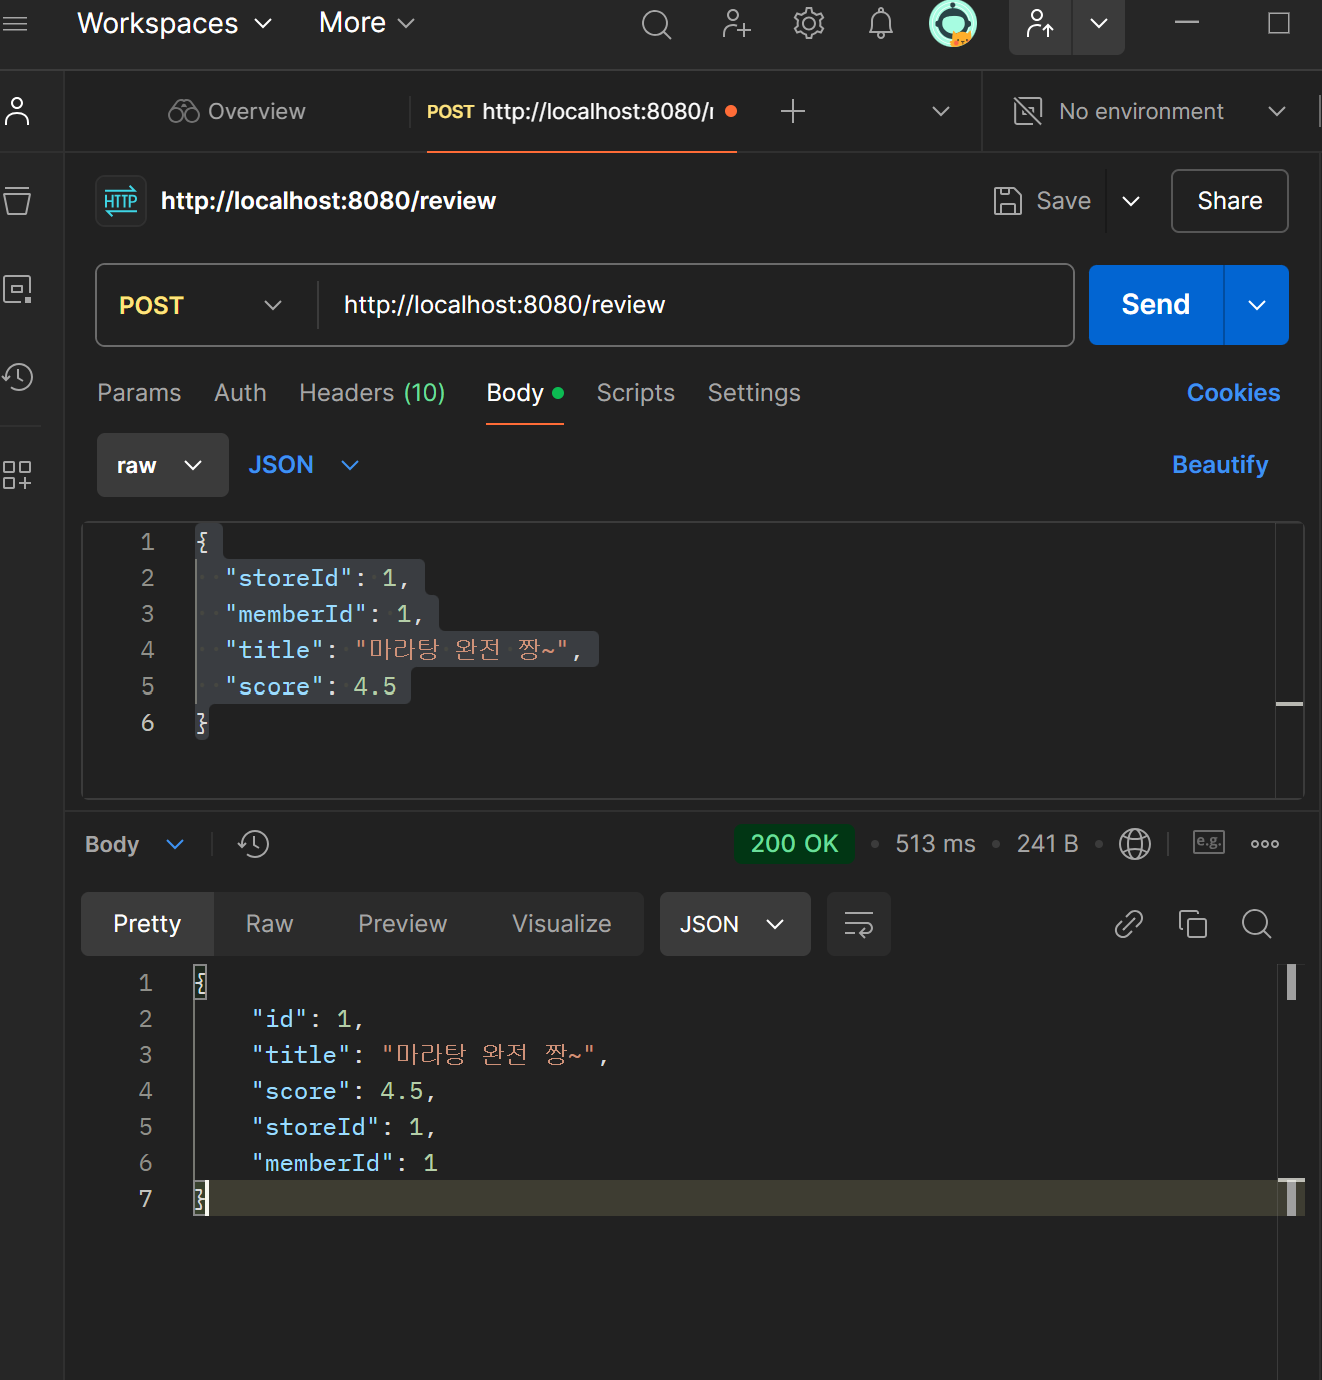 Workspaces More
Overview POST http://localhost:8080/r No environment
HTTP http://localhost:8080/review Save Share
POST http://localhost:8080/review Send
Params Auth Headers (10) Body Scripts Settings Cookies
raw JSON Beautify
1 {
2 "storeId": 1,
3 "memberId": 1,
4 "title": "마라탕 완전 짱~",
5 "score": 4.5
6 }
Body 200 OK 513 ms 241 B e.g.
Pretty Raw Preview Visualize JSON
1 {
2 "id": 1,
3 "title": "마라탕 완전 짱~",
4 "score": 4.5,
5 "storeId": 1,
6 "memberId": 1
7 }